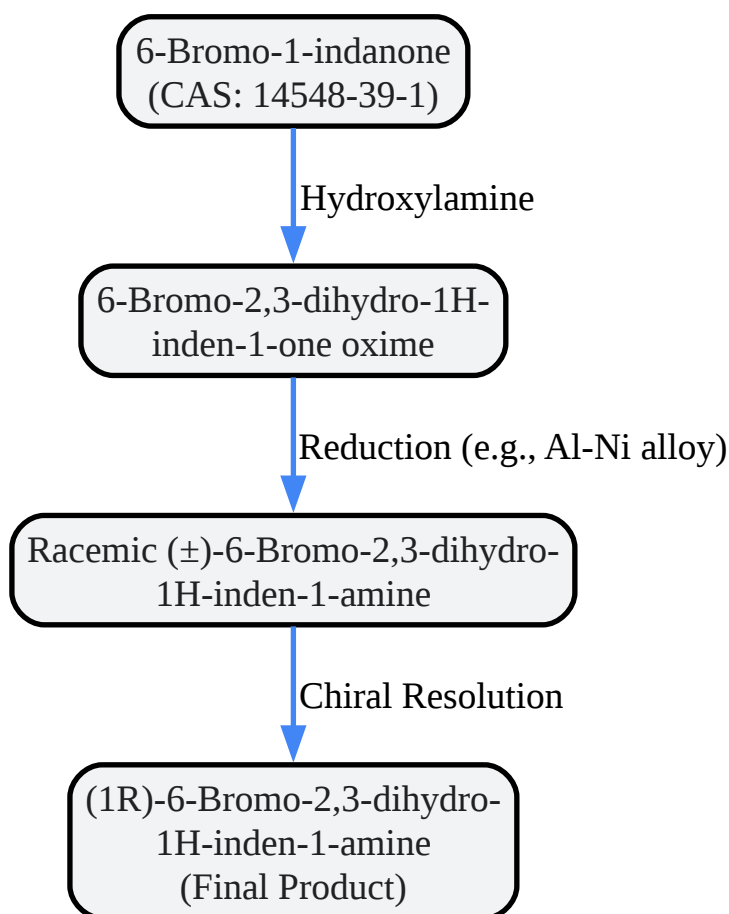 6-Bromo-1-indanone
(CAS: 14548-39-1)
Hydroxylamine
6-Bromo-2,3-dihydro-1H-
inden-1-one oxime
Reduction (e.g., Al-Ni alloy)
Racemic (±)-6-Bromo-2,3-dihydro-
1H-inden-1-amine
Chiral Resolution
(1R)-6-Bromo-2,3-dihydro-
1H-inden-1-amine
(Final Product)